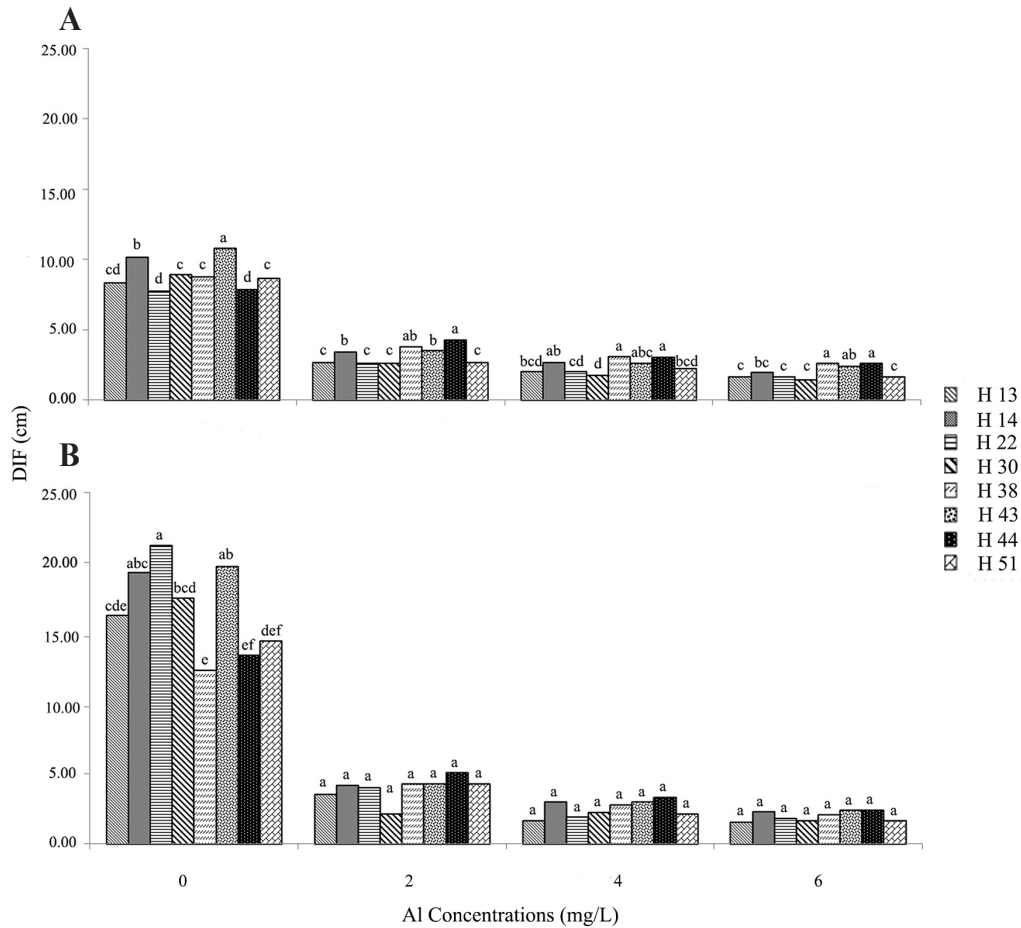 A
25.00
20.00
15.00
10.00
5.00
0.00
cd b d c c a d c
c b c c ab b a c
bcd ab cd d a abc a bcd
c bc c c a ab a c
DIF (cm)
B
25.00
20.00
15.00
10.00
5.00
0.00
cde abc a bcd e ab ef def
a a a a a a a a
a a a a a a a a
a a a a a a a a
0 2 4 6
Al Concentrations (mg/L)
H 13
H 14
H 22
H 30
H 38
H 43
H 44
H 51